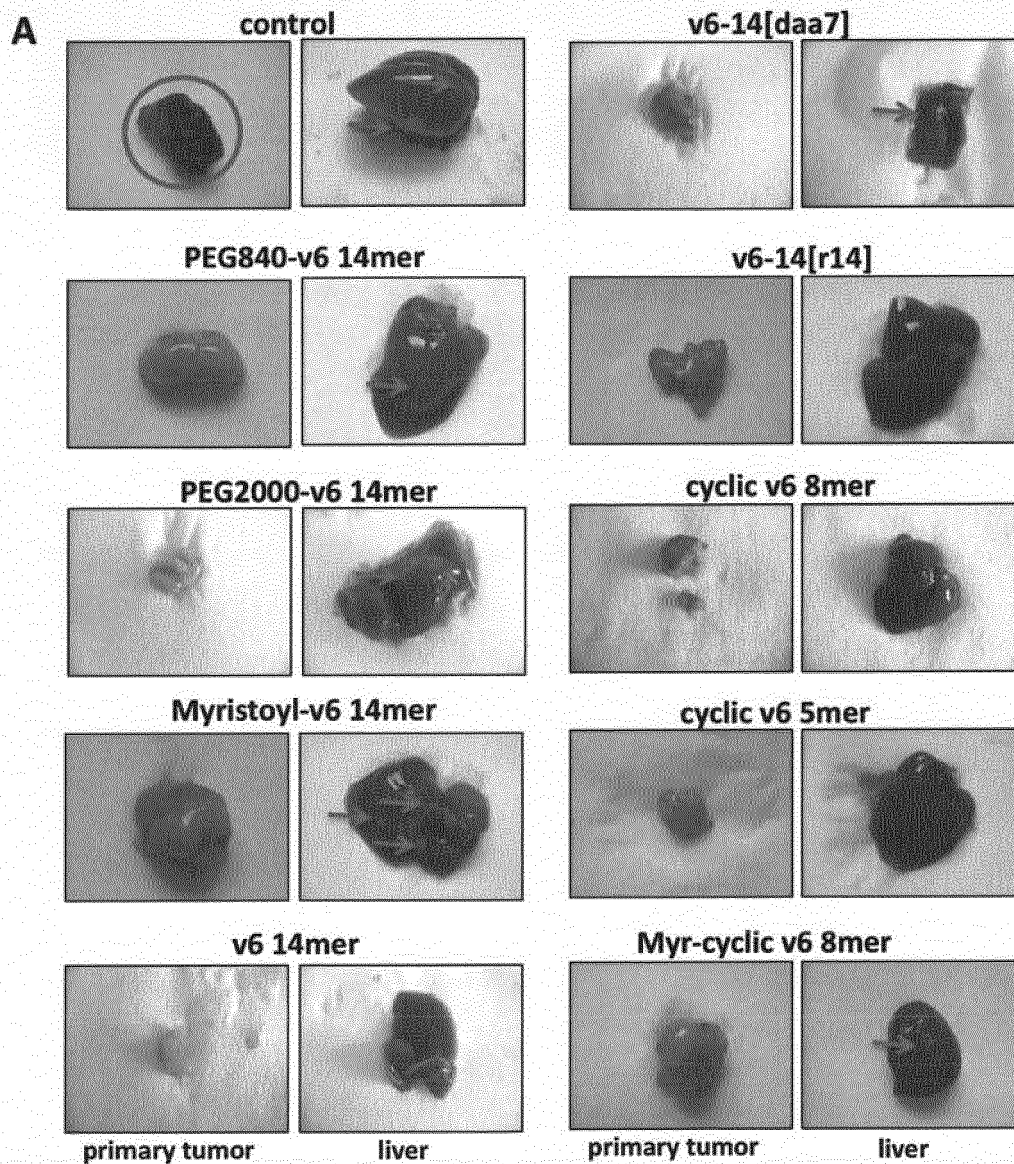 A
control
v6-14[daa7]
PEG840-v6 14mer
v6-14[r14]
PEG2000-v6 14mer
cyclic v6 8mer
Myristoyl-v6 14mer
cyclic v6 5mer
v6 14mer
Myr-cyclic v6 8mer
primary tumor
liver
primary tumor
liver